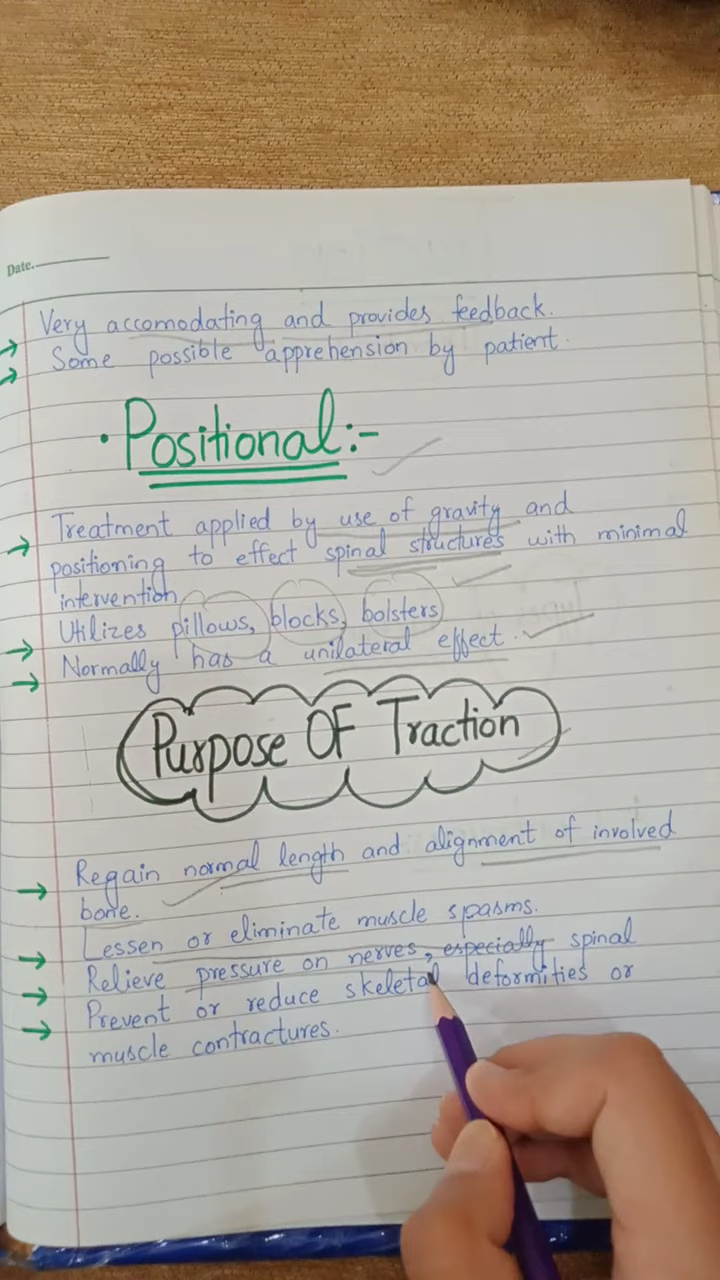 Date.
Very accomodating and provides feedback.
Some possible apprehension by patient.
• Positional:-
Treatment applied by use of gravity and
positioning to effect spinal structures with minimal
intervention
Utilizes pillows, blocks, bolsters
Normally has a unilateral effect.
Purpose OF Traction
Regain normal length and alignment of involved
bone.
Lessen or eliminate muscle spasms.
Relieve pressure on nerves, especially spinal
Prevent or reduce skeletal deformities or
muscle contractures.